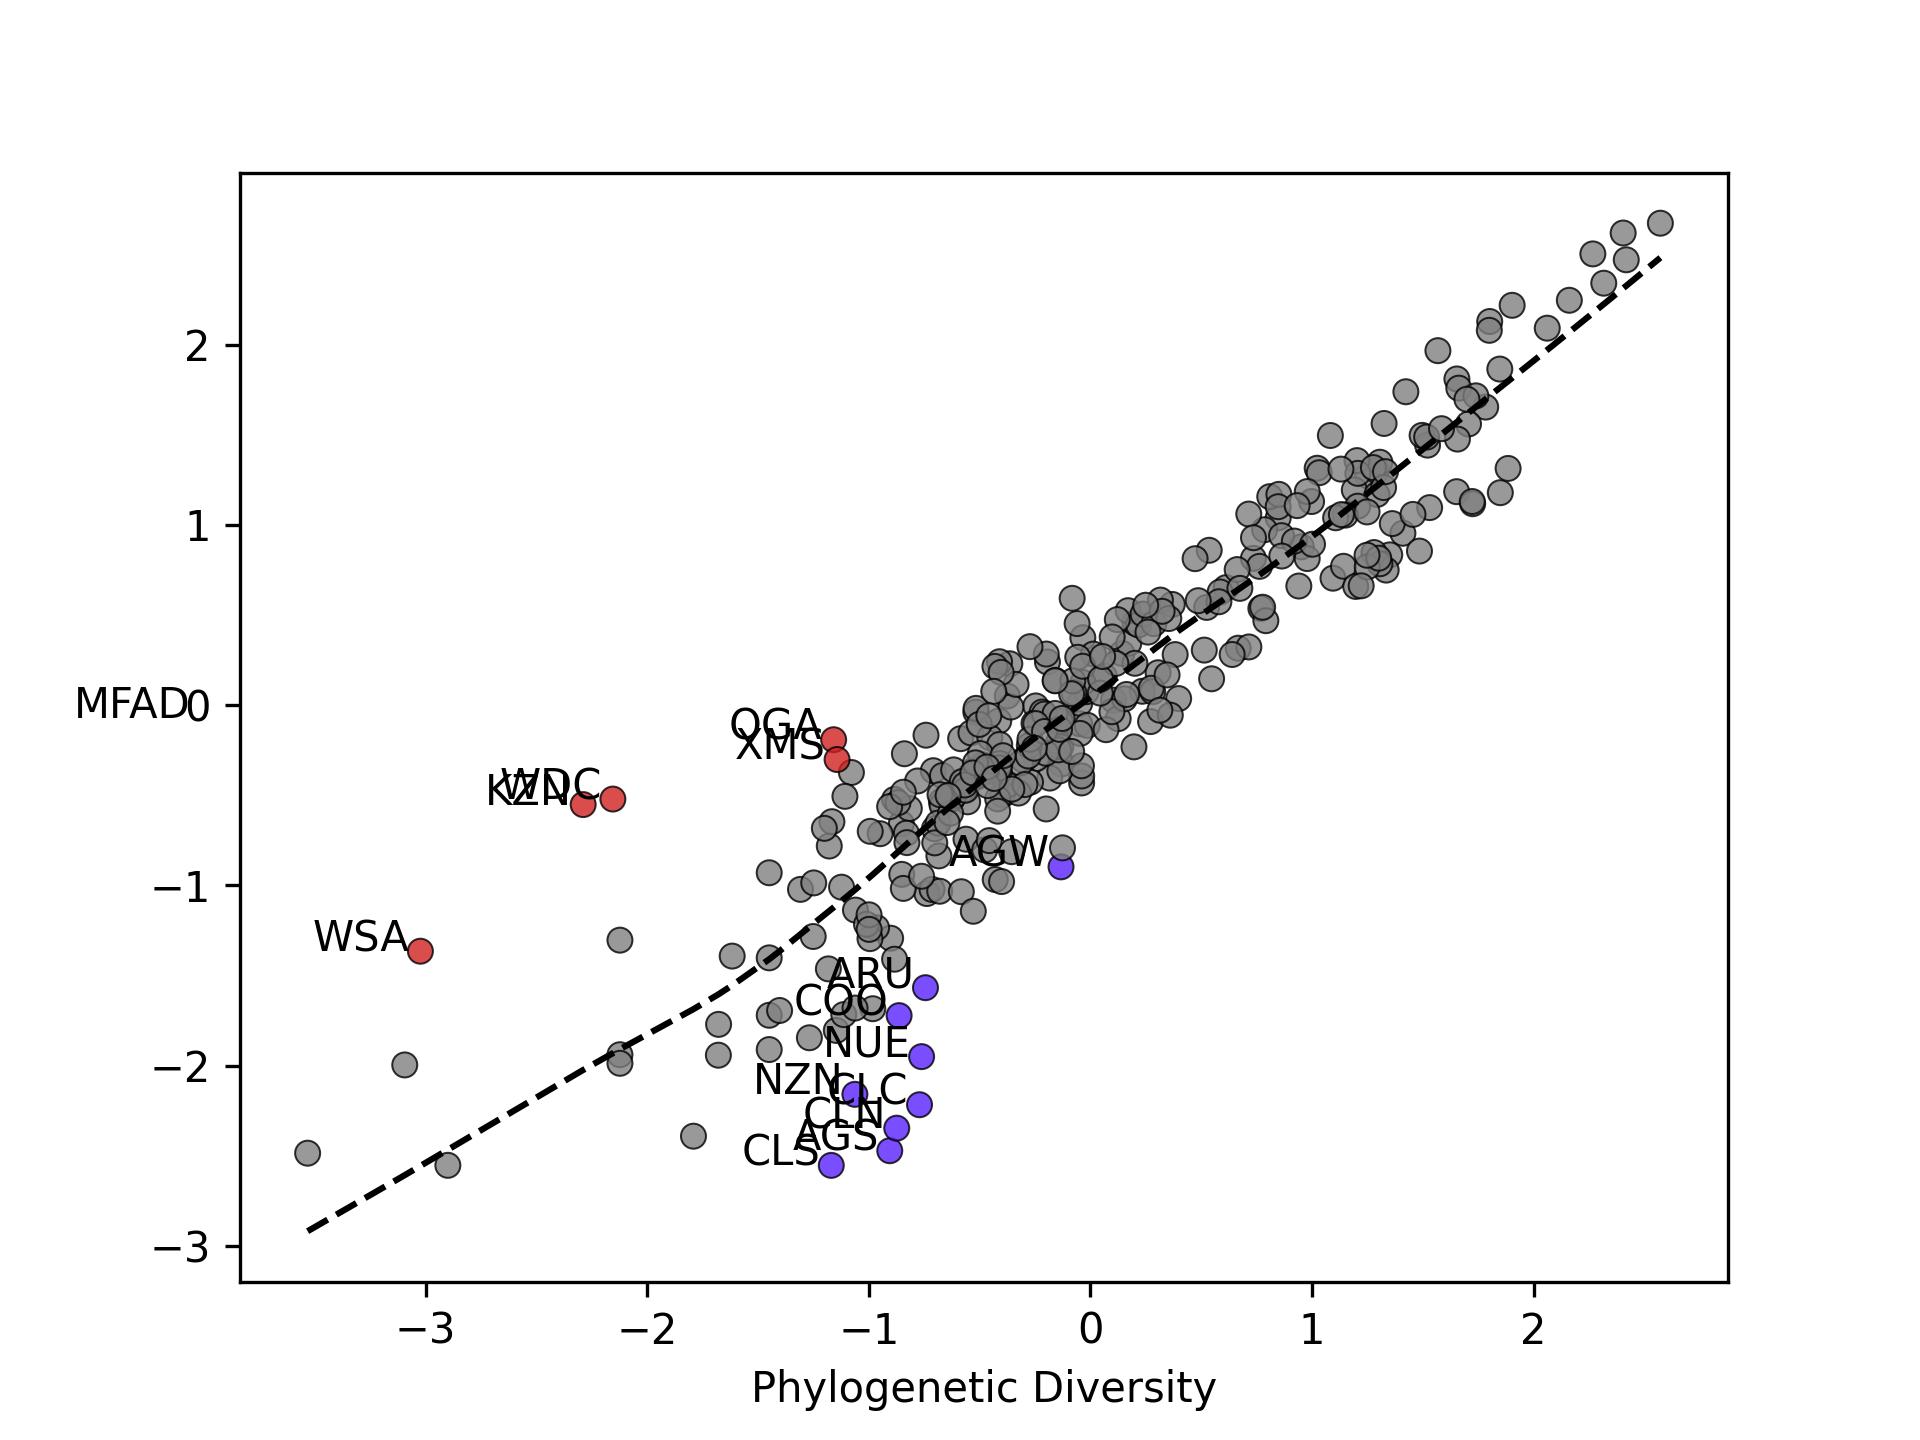 2
1
MFAD
0
OGA
XMS
WDC
KZN
AGW
−1
WSA
ARU
COO
NUE
−2
NZN
CLC
CLN
AGS
CLS
−3
−3 −2 −1 0 1 2
Phylogenetic Diversity